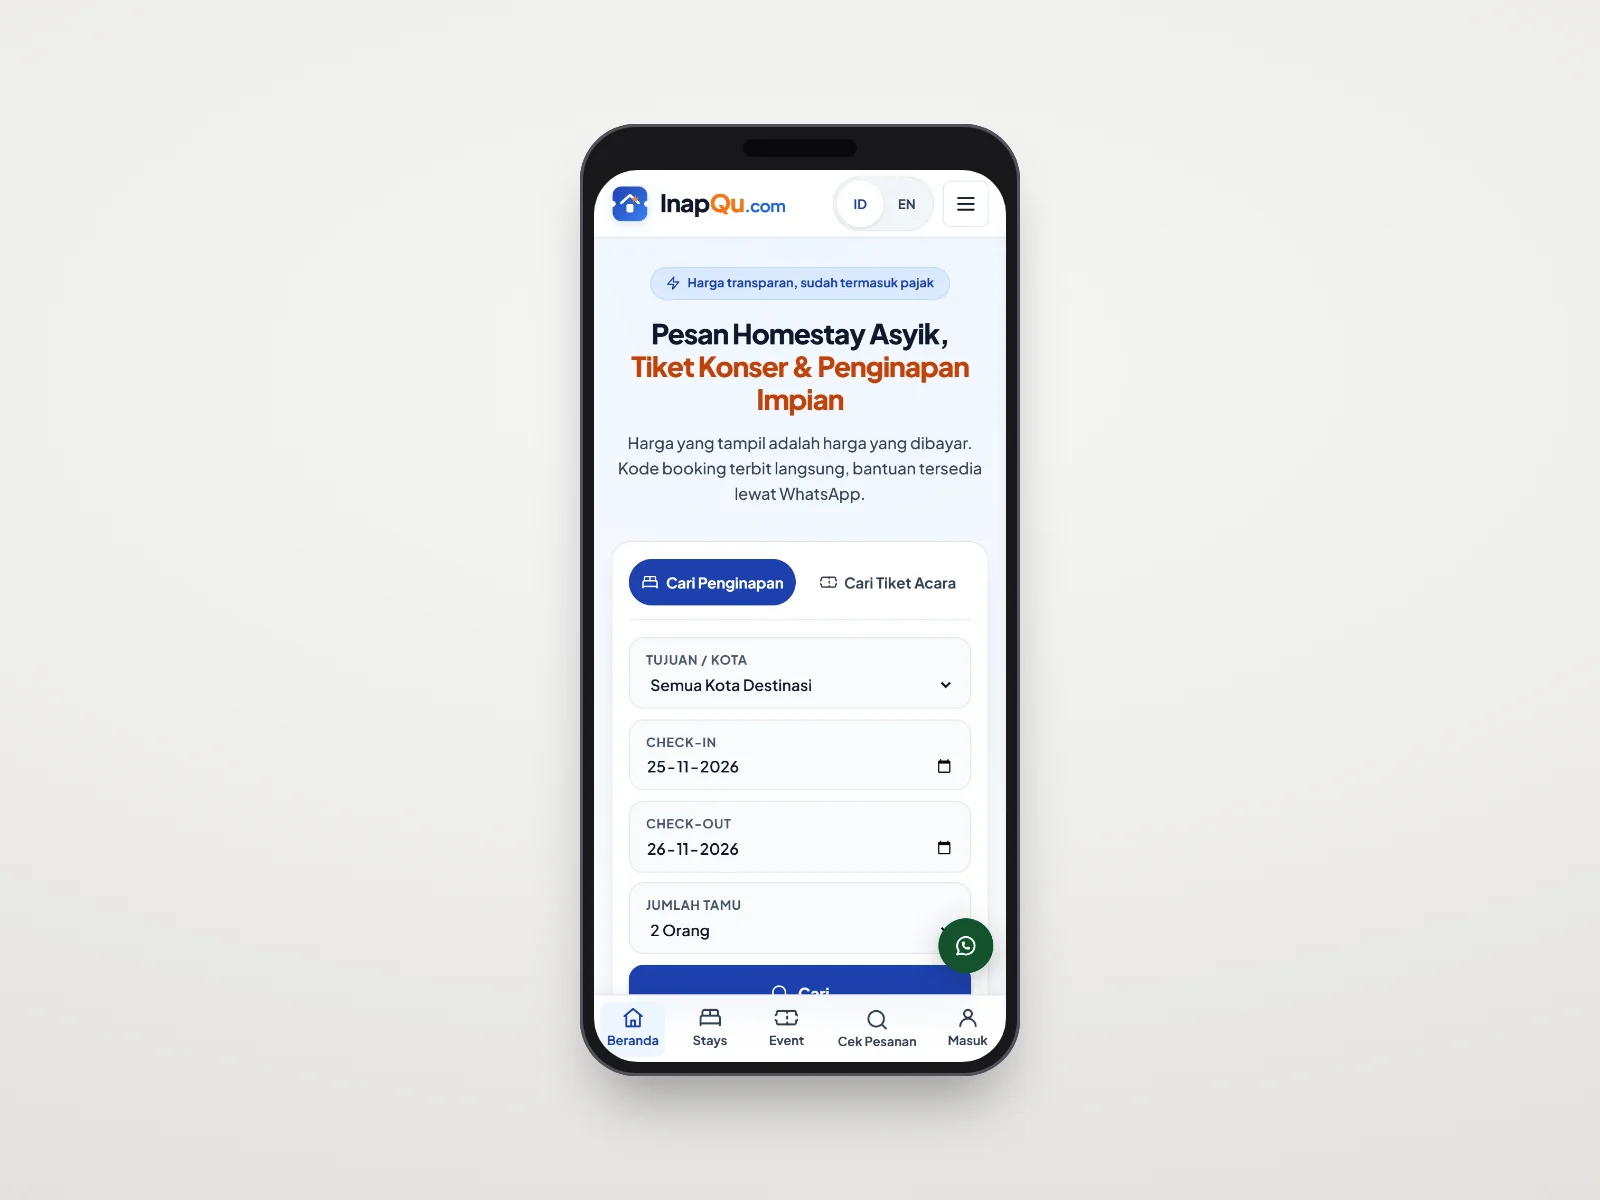 InapQu.com
ID
EN
Harga transparan, sudah termasuk pajak
Pesan Homestay Asyik,
Tiket Konser & Penginapan
Impian
Harga yang tampil adalah harga yang dibayar.
Kode booking terbit langsung, bantuan tersedia
lewat WhatsApp.
Cari Penginapan
Cari Tiket Acara
TUJUAN / KOTA
Semua Kota Destinasi
CHECK-IN
25-11-2026
CHECK-OUT
26-11-2026
JUMLAH TAMU
2 Orang
Cari
Beranda
Stays
Event
Cek Pesanan
Masuk